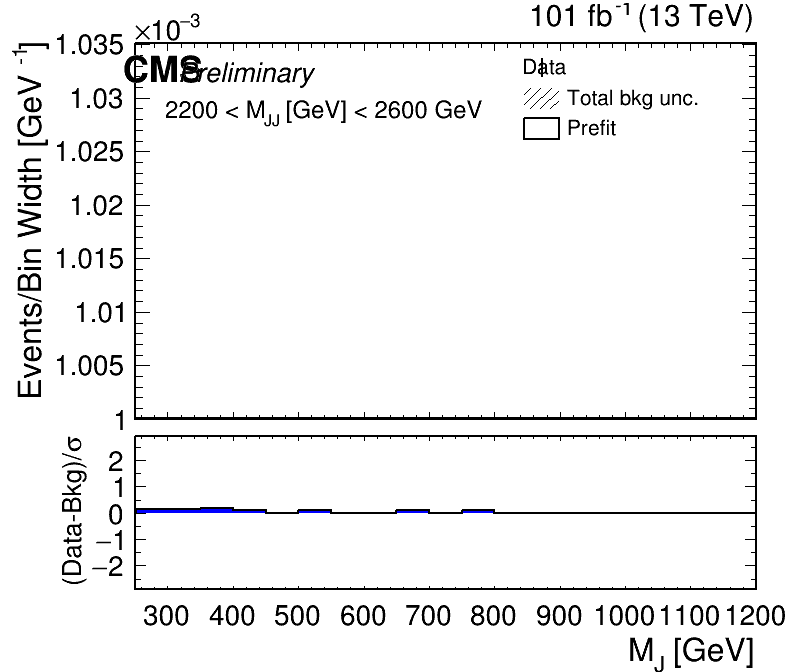 ×10⁻³
101 fb⁻¹ (13 TeV)
CMS Preliminary
2200 < M_JJ [GeV] < 2600 GeV
Data
Total bkg unc.
Prefit
Events/Bin Width [GeV⁻¹]
1.035
1.03
1.025
1.02
1.015
1.01
1.005
1
(Data-Bkg)/σ
2
1
0
−1
−2
300 400 500 600 700 800 900 1000 1100 1200
M_J [GeV]